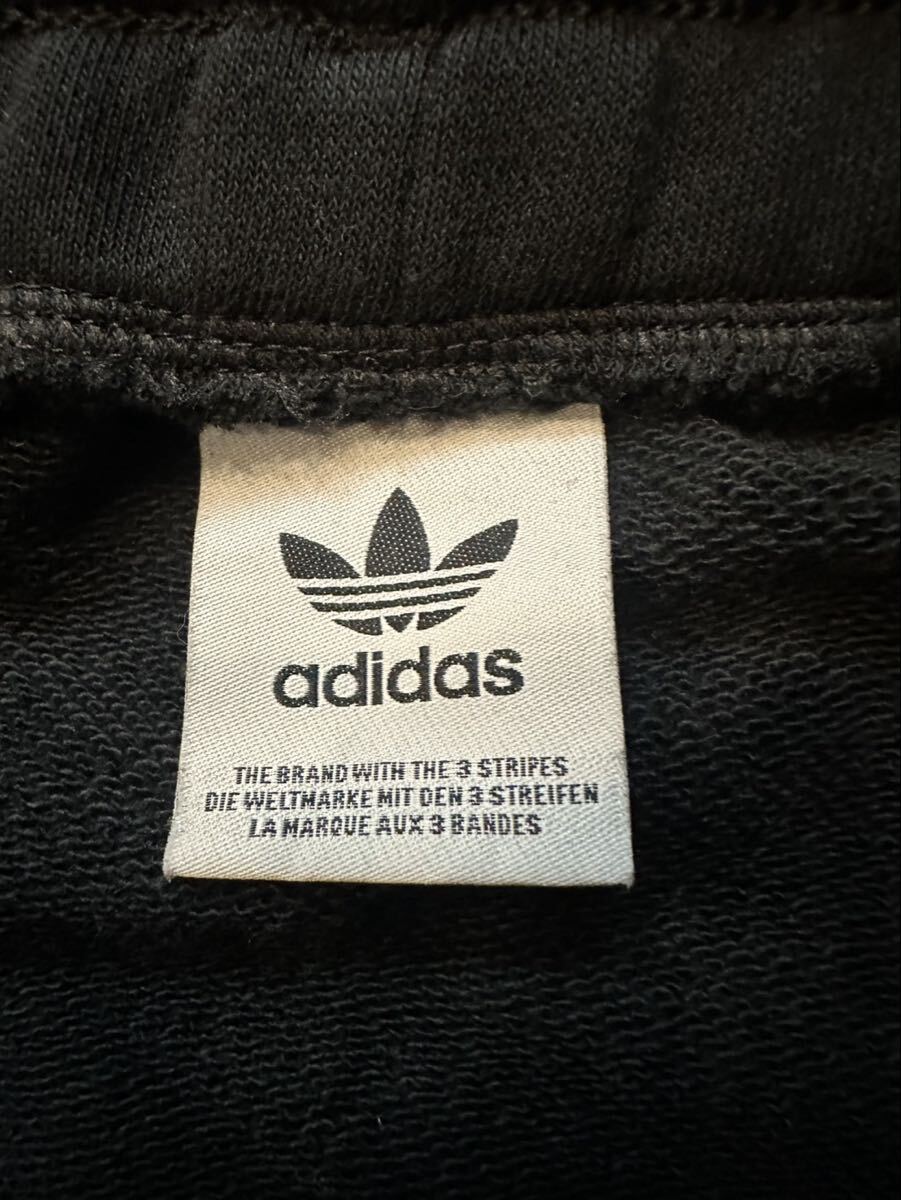 adidas
THE BRAND WITH THE 3 STRIPES
DIE WELTMARKE MIT DEN 3 STREIFEN
LA MARQUE AUX 3 BANDES